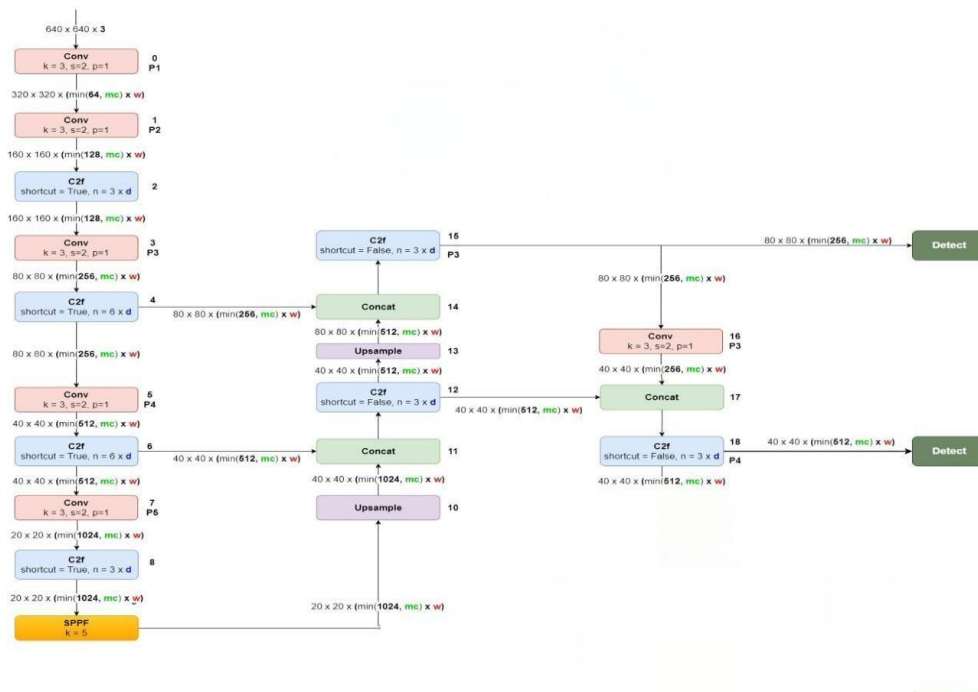 640 x 640 x 3
Conv
k = 3, s=2, p=1
0
P1
320 x 320 x (min(64, mc) x w)
Conv
k = 3, s=2, p=1
1
P2
160 x 160 x (min(128, mc) x w)
C2f
shortcut = True, n = 3 x d
2
160 x 160 x (min(128, mc) x w)
Conv
k = 3, s=2, p=1
3
P3
80 x 80 x (min(256, mc) x w)
C2f
shortcut = True, n = 6 x d
4
80 x 80 x (min(256, mc) x w)
80 x 80 x (min(256, mc) x w)
Conv
k = 3, s=2, p=1
5
P4
40 x 40 x (min(512, mc) x w)
C2f
shortcut = True, n = 6 x d
6
40 x 40 x (min(512, mc) x w)
40 x 40 x (min(512, mc) x w)
Conv
k = 3, s=2, p=1
7
P5
20 x 20 x (min(1024, mc) x w)
C2f
shortcut = True, n = 3 x d
8
20 x 20 x (min(1024, mc) x w)
SPPF
k = 5
C2f
shortcut = False, n = 3 x d
15
P3
Concat
14
80 x 80 x (min(512, mc) x w)
Upsample
13
40 x 40 x (min(512, mc) x w)
C2f
shortcut = False, n = 3 x d
12
40 x 40 x (min(512, mc) x w)
Concat
11
40 x 40 x (min(1024, mc) x w)
Upsample
10
20 x 20 x (min(1024, mc) x w)
80 x 80 x (min(256, mc) x w)
Detect
80 x 80 x (min(256, mc) x w)
Conv
k = 3, s=2, p=1
16
P3
40 x 40 x (min(256, mc) x w)
Concat
17
C2f
shortcut = False, n = 3 x d
18
P4
40 x 40 x (min(512, mc) x w)
Detect
40 x 40 x (min(512, mc) x w)